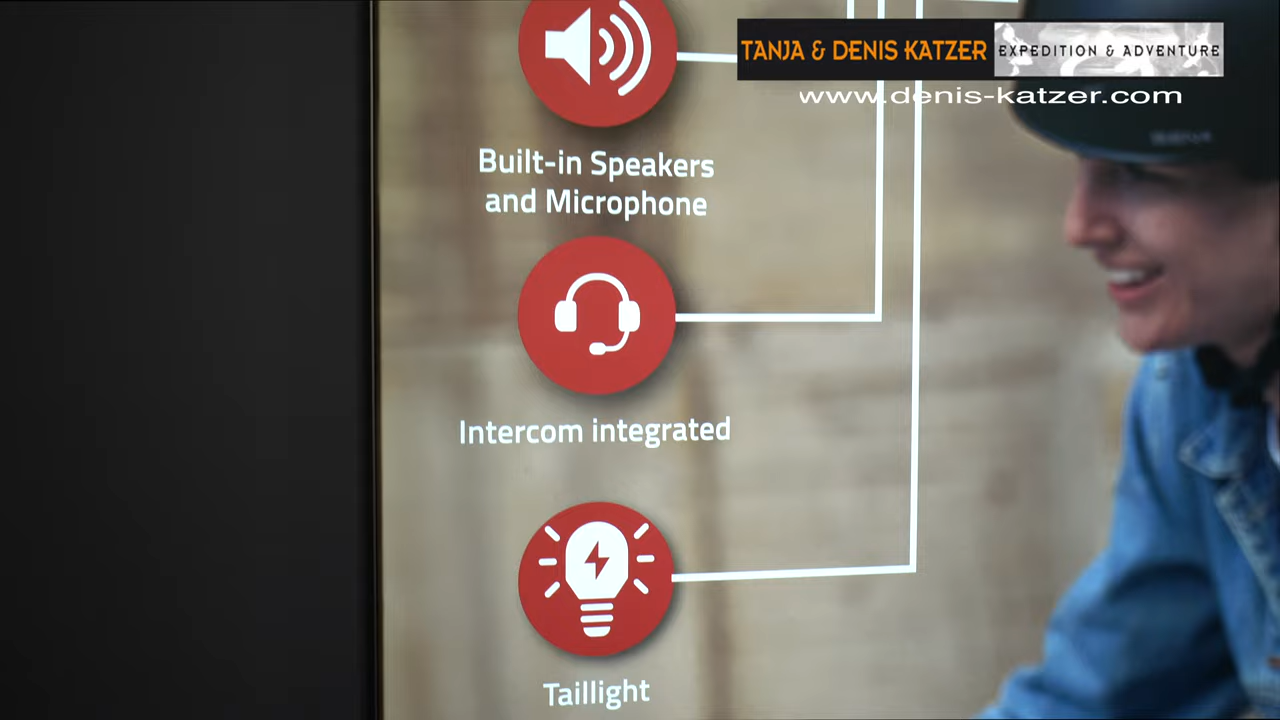 TANJA & DENIS KATZER EXPEDITION & ADVENTURE
www.denis-katzer.com
Built-in Speakers
and Microphone
Intercom integrated
Taillight